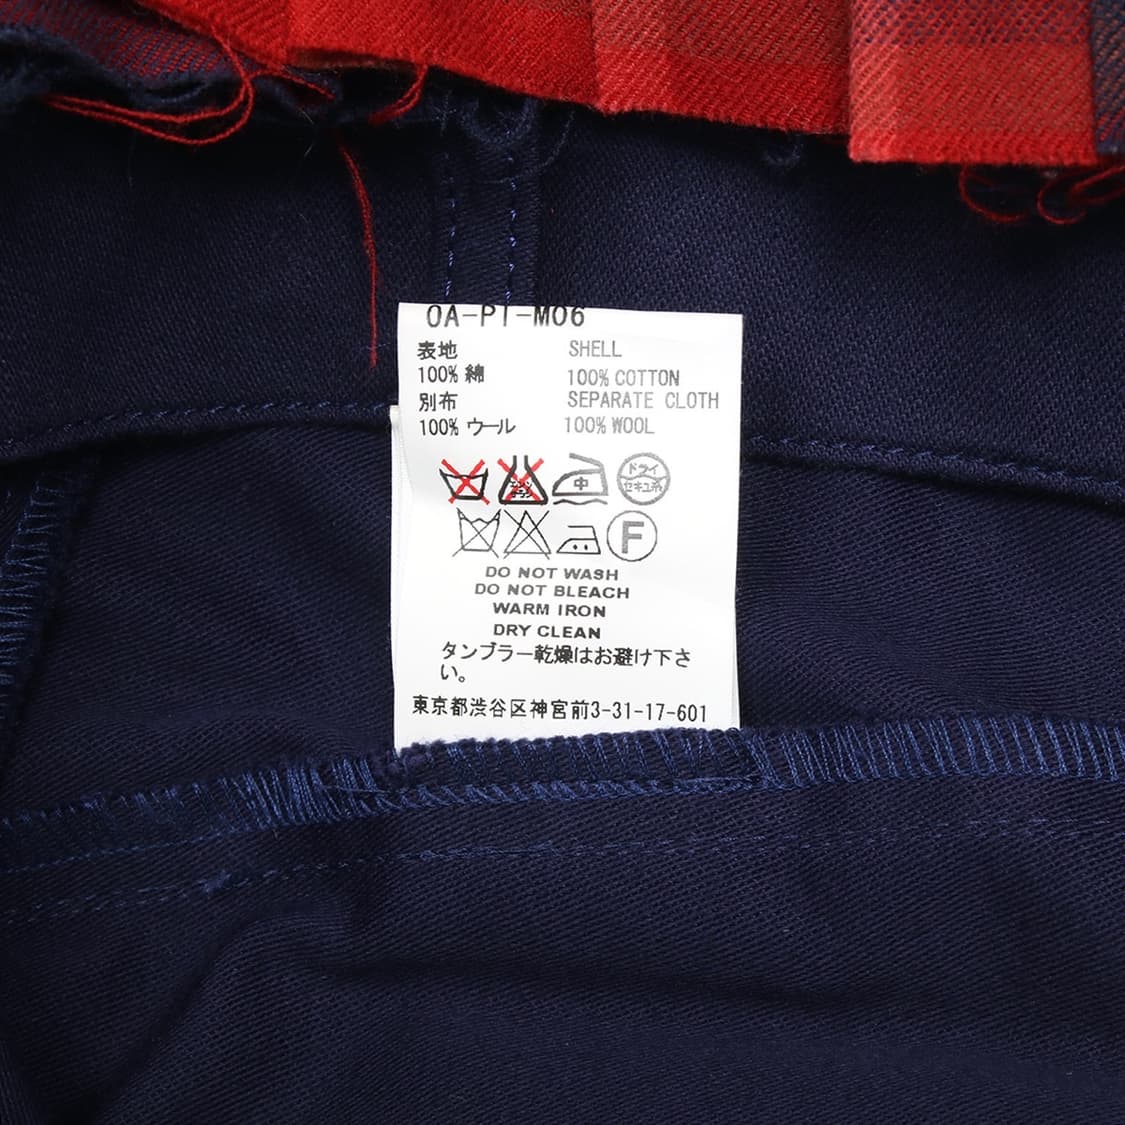 0A-PT-M06
表地 SHELL
100% 綿 100% COTTON
別布 SEPARATE CLOTH
100% ウール 100% WOOL
中 ドライ セキユ系
F
DO NOT WASH
DO NOT BLEACH
WARM IRON
DRY CLEAN
タンブラー乾燥はお避け下さ
い。
東京都渋谷区神宮前3-31-17-601